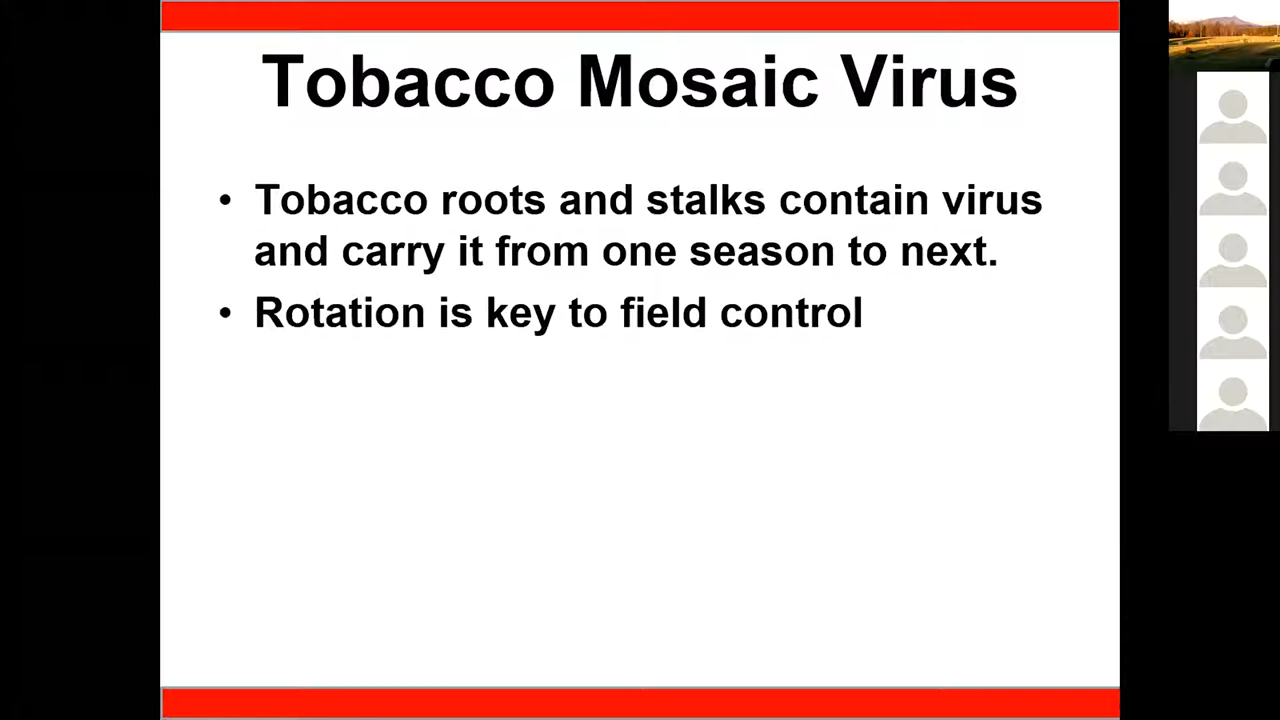 Tobacco Mosaic Virus
• Tobacco roots and stalks contain virus
and carry it from one season to next.
• Rotation is key to field control